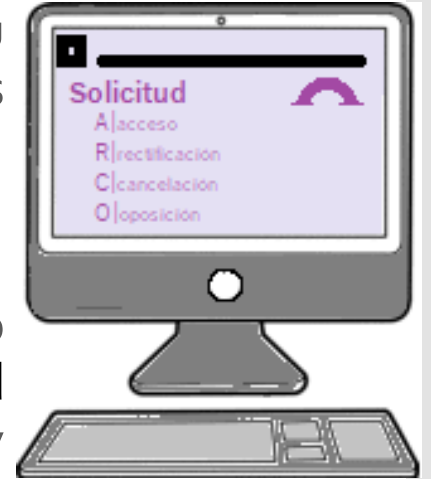 Solicitud
A|acceso
R|rectificación
C|cancelación
O|oposición